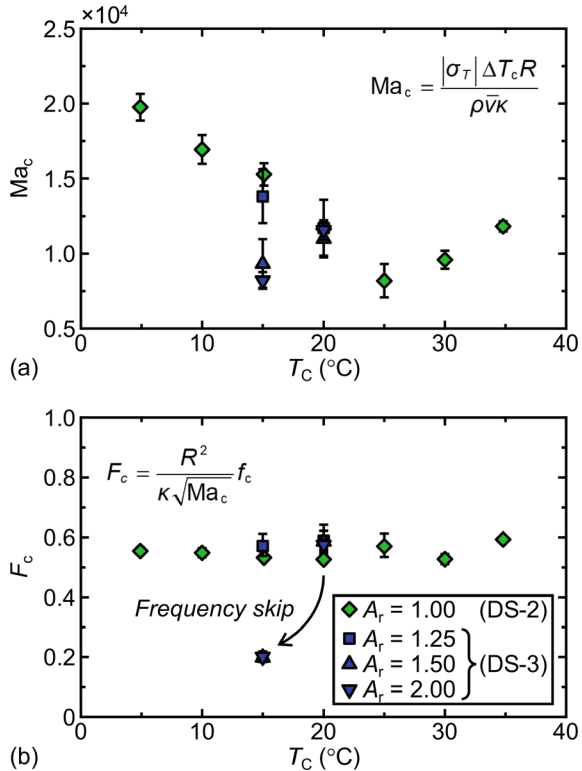 ×10⁴
2.5
2.0
1.5
1.0
0.5
Ma_c
Ma_c = |σ_T| ΔT_c R / ρν̄κ
0 10 20 30 40
(a)
T_C (°C)
1.0
0.8
0.6
0.4
0.2
0
F_c
F_c = R² / κ√Ma_c f_c
Frequency skip
A_r = 1.00 (DS-2)
A_r = 1.25
A_r = 1.50 (DS-3)
A_r = 2.00
0 10 20 30 40
(b)
T_C (°C)